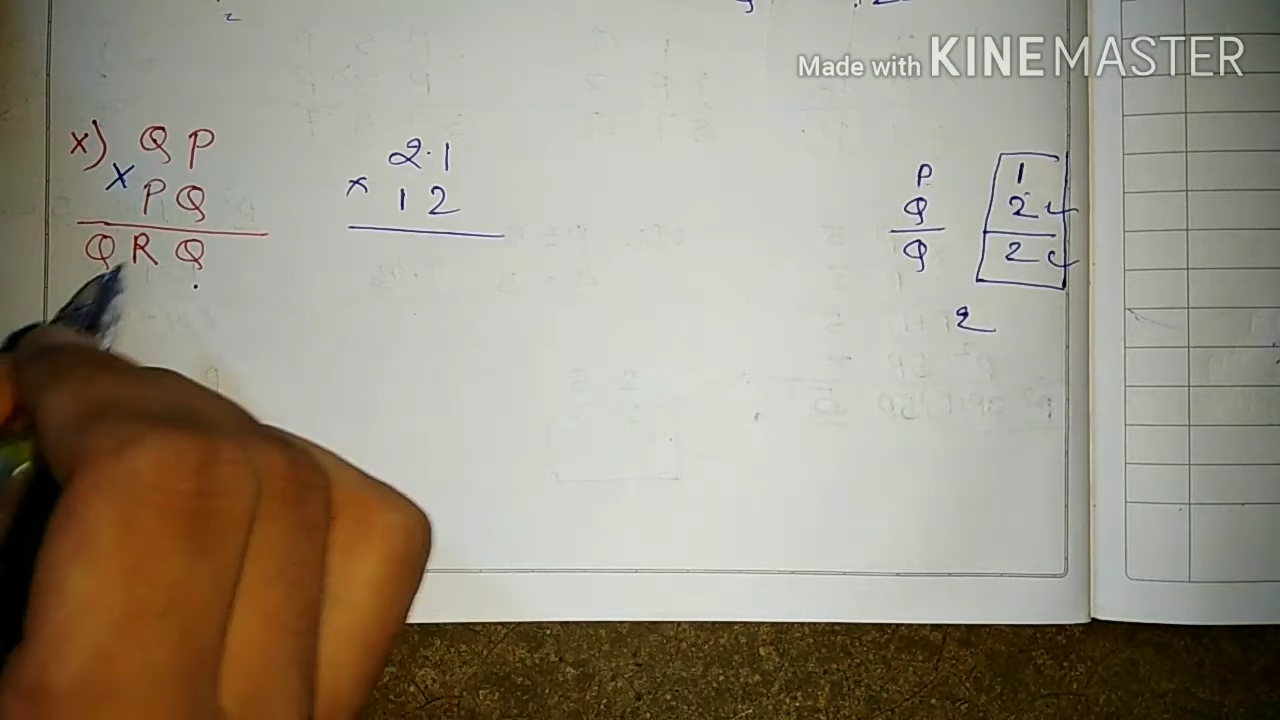 Made with KINEMASTER
x) Q P
x P Q
Q R Q
2.1
x 1 2
P
Q
Q
1
2
2
2